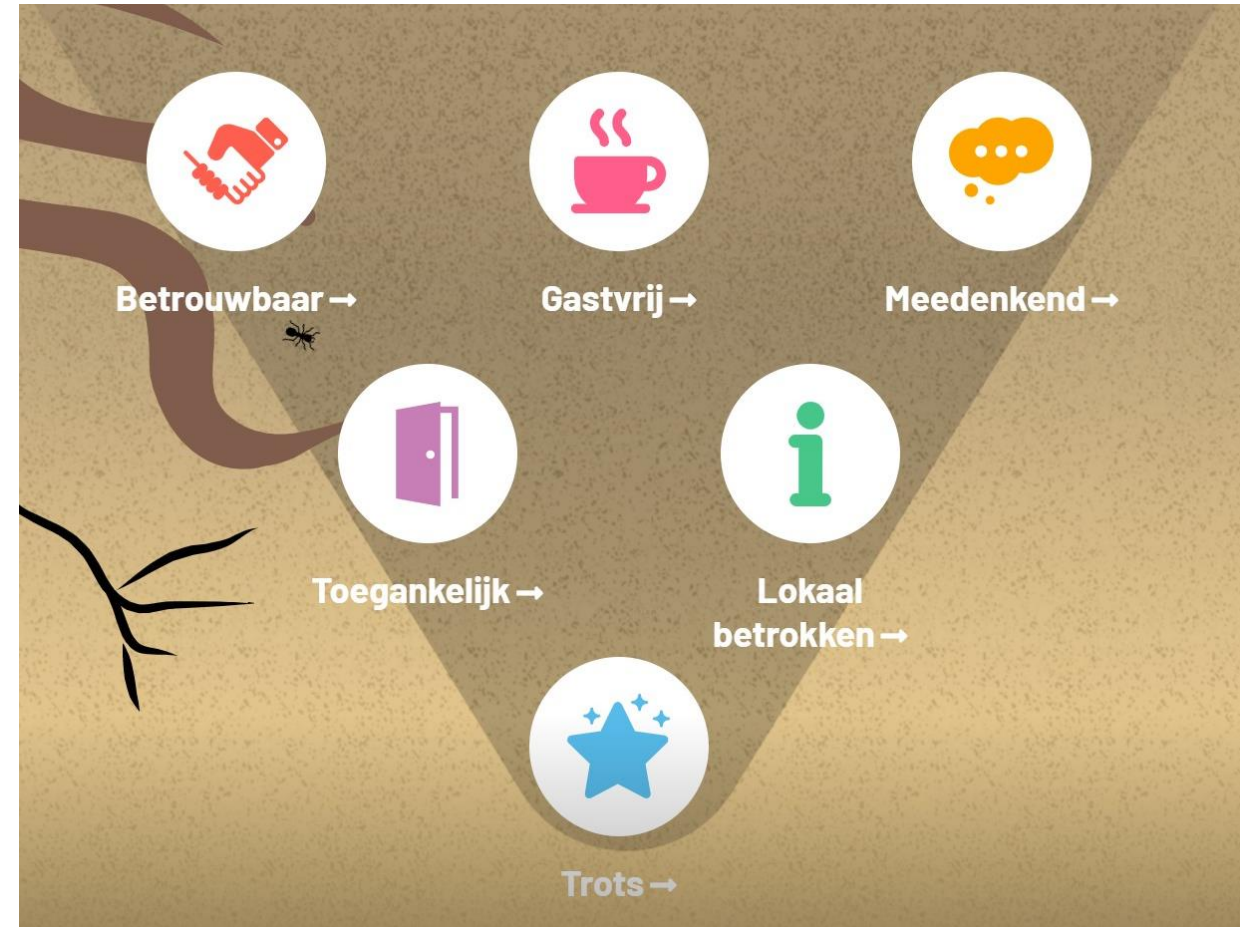 Betrouwbaar →
Gastvrij →
Meedenkend →
Toegankelijk →
Lokaal
betrokken →
Trots →